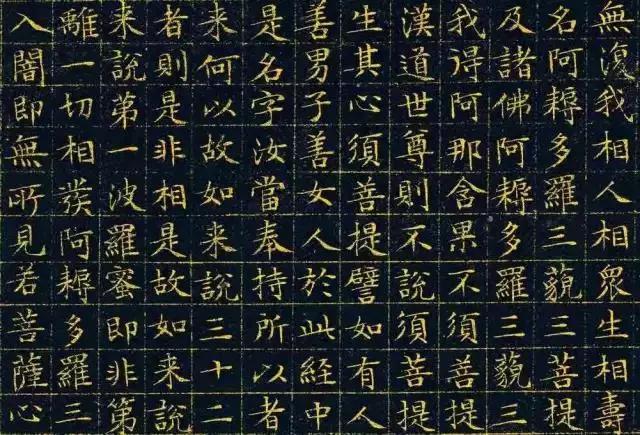 無復我相人相眾生相壽
名阿耨多羅三藐三菩提
及諸佛阿耨多羅三藐三
我得阿那含果不須菩提
漢道世尊則不說須菩提
生其心須菩提譬如有人
善男子善女人於此經中
是名字汝當奉持所以者
来何以故如来說三十二
者則是非相是故如来說
来說第一波羅蜜即非第
離一切相發阿耨多羅三
入闇即無所見若菩薩心